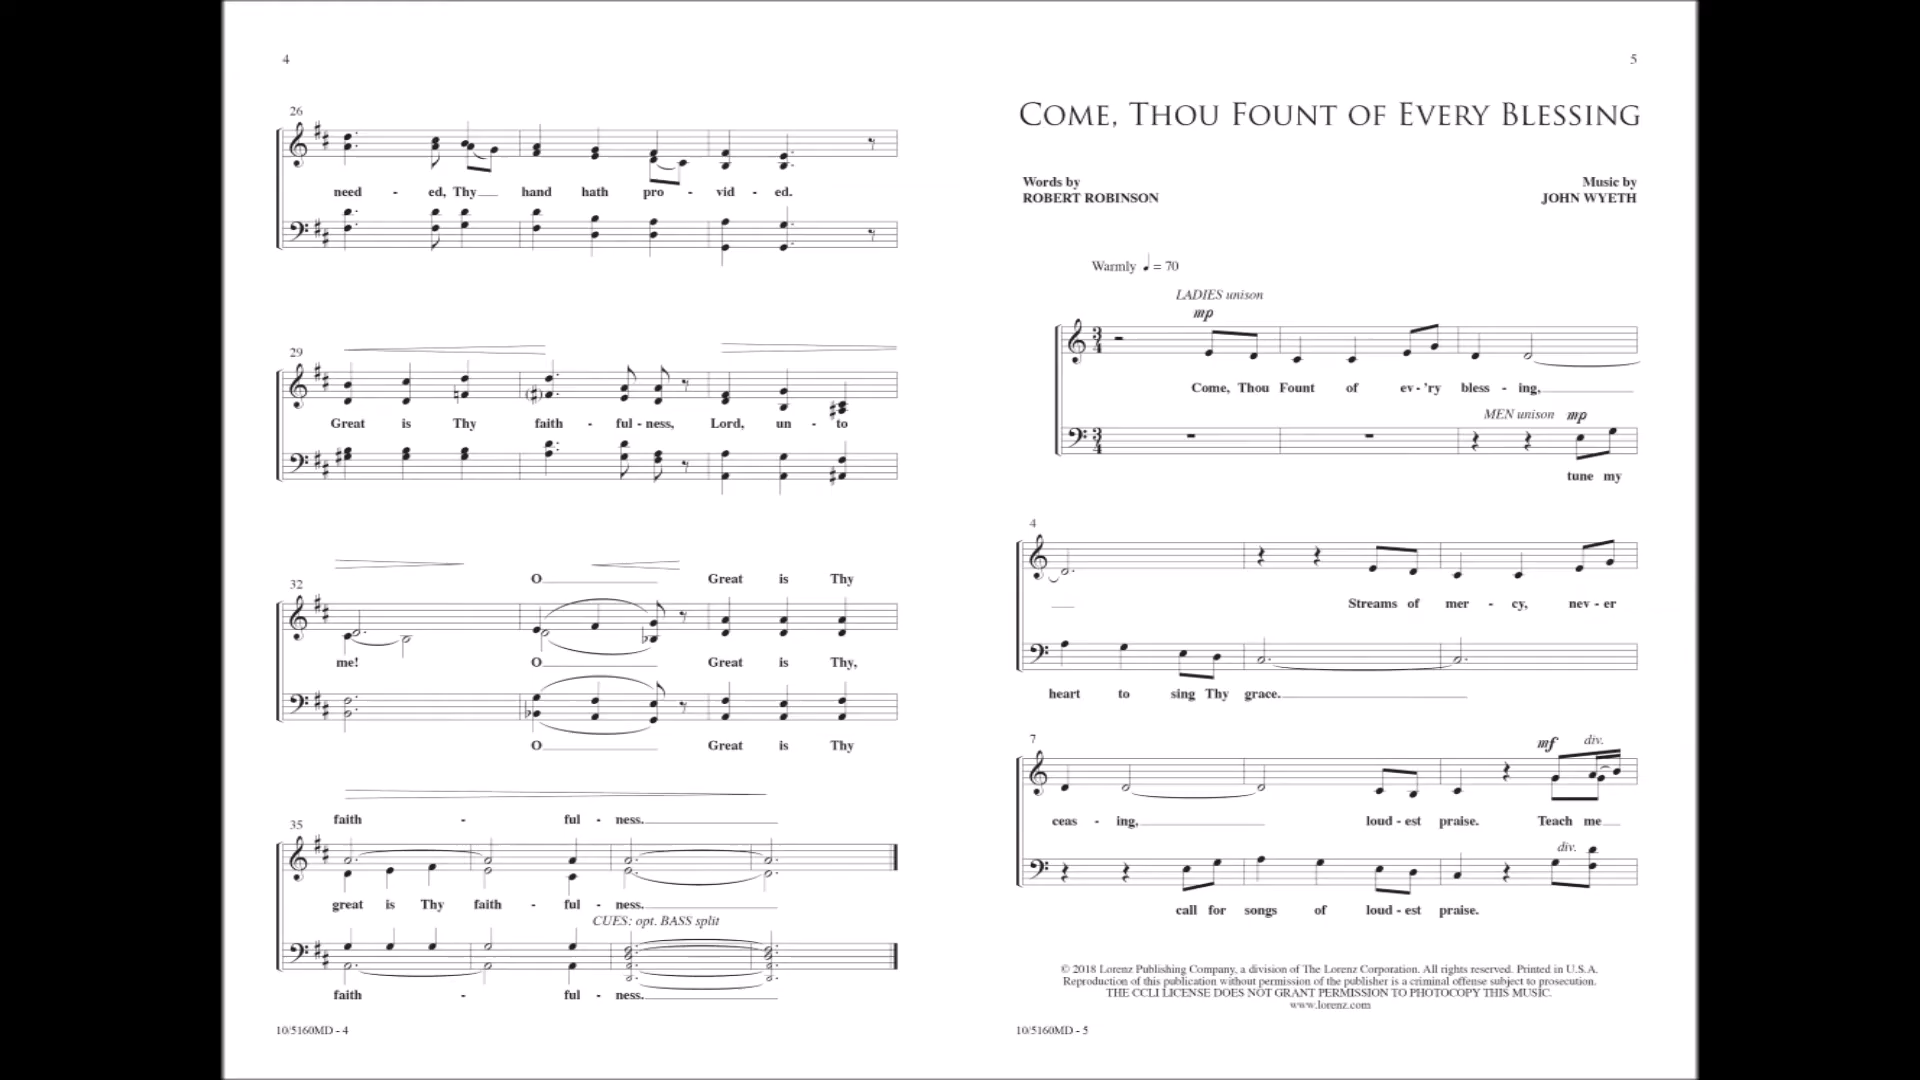 4
26
need - ed, Thy hand hath pro - vid - ed.
29
Great is Thy faith - ful - ness, Lord, un - to
O Great is Thy
32
me! O Great is Thy,
O Great is Thy
faith - ful - ness.
35
great is Thy faith - ful - ness.
CUES: opt. BASS split
faith - ful - ness.
10/5160MD - 4
5
COME, THOU FOUNT OF EVERY BLESSING
Words by
ROBERT ROBINSON
Music by
JOHN WYETH
Warmly ♩ = 70
LADIES unison
mp
3
4
Come, Thou Fount of ev - 'ry bless - ing,
MEN unison mp
3
4
tune my
4
Streams of mer - cy, nev - er
heart to sing Thy grace.
7
mf div.
ceas - ing, loud - est praise. Teach me
div.
call for songs of loud - est praise.
© 2018 Lorenz Publishing Company, a division of The Lorenz Corporation. All rights reserved. Printed in U.S.A.
Reproduction of this publication without permission of the publisher is a criminal offense subject to prosecution.
THE CCLI LICENSE DOES NOT GRANT PERMISSION TO PHOTOCOPY THIS MUSIC.
www.lorenz.com
10/5160MD - 5